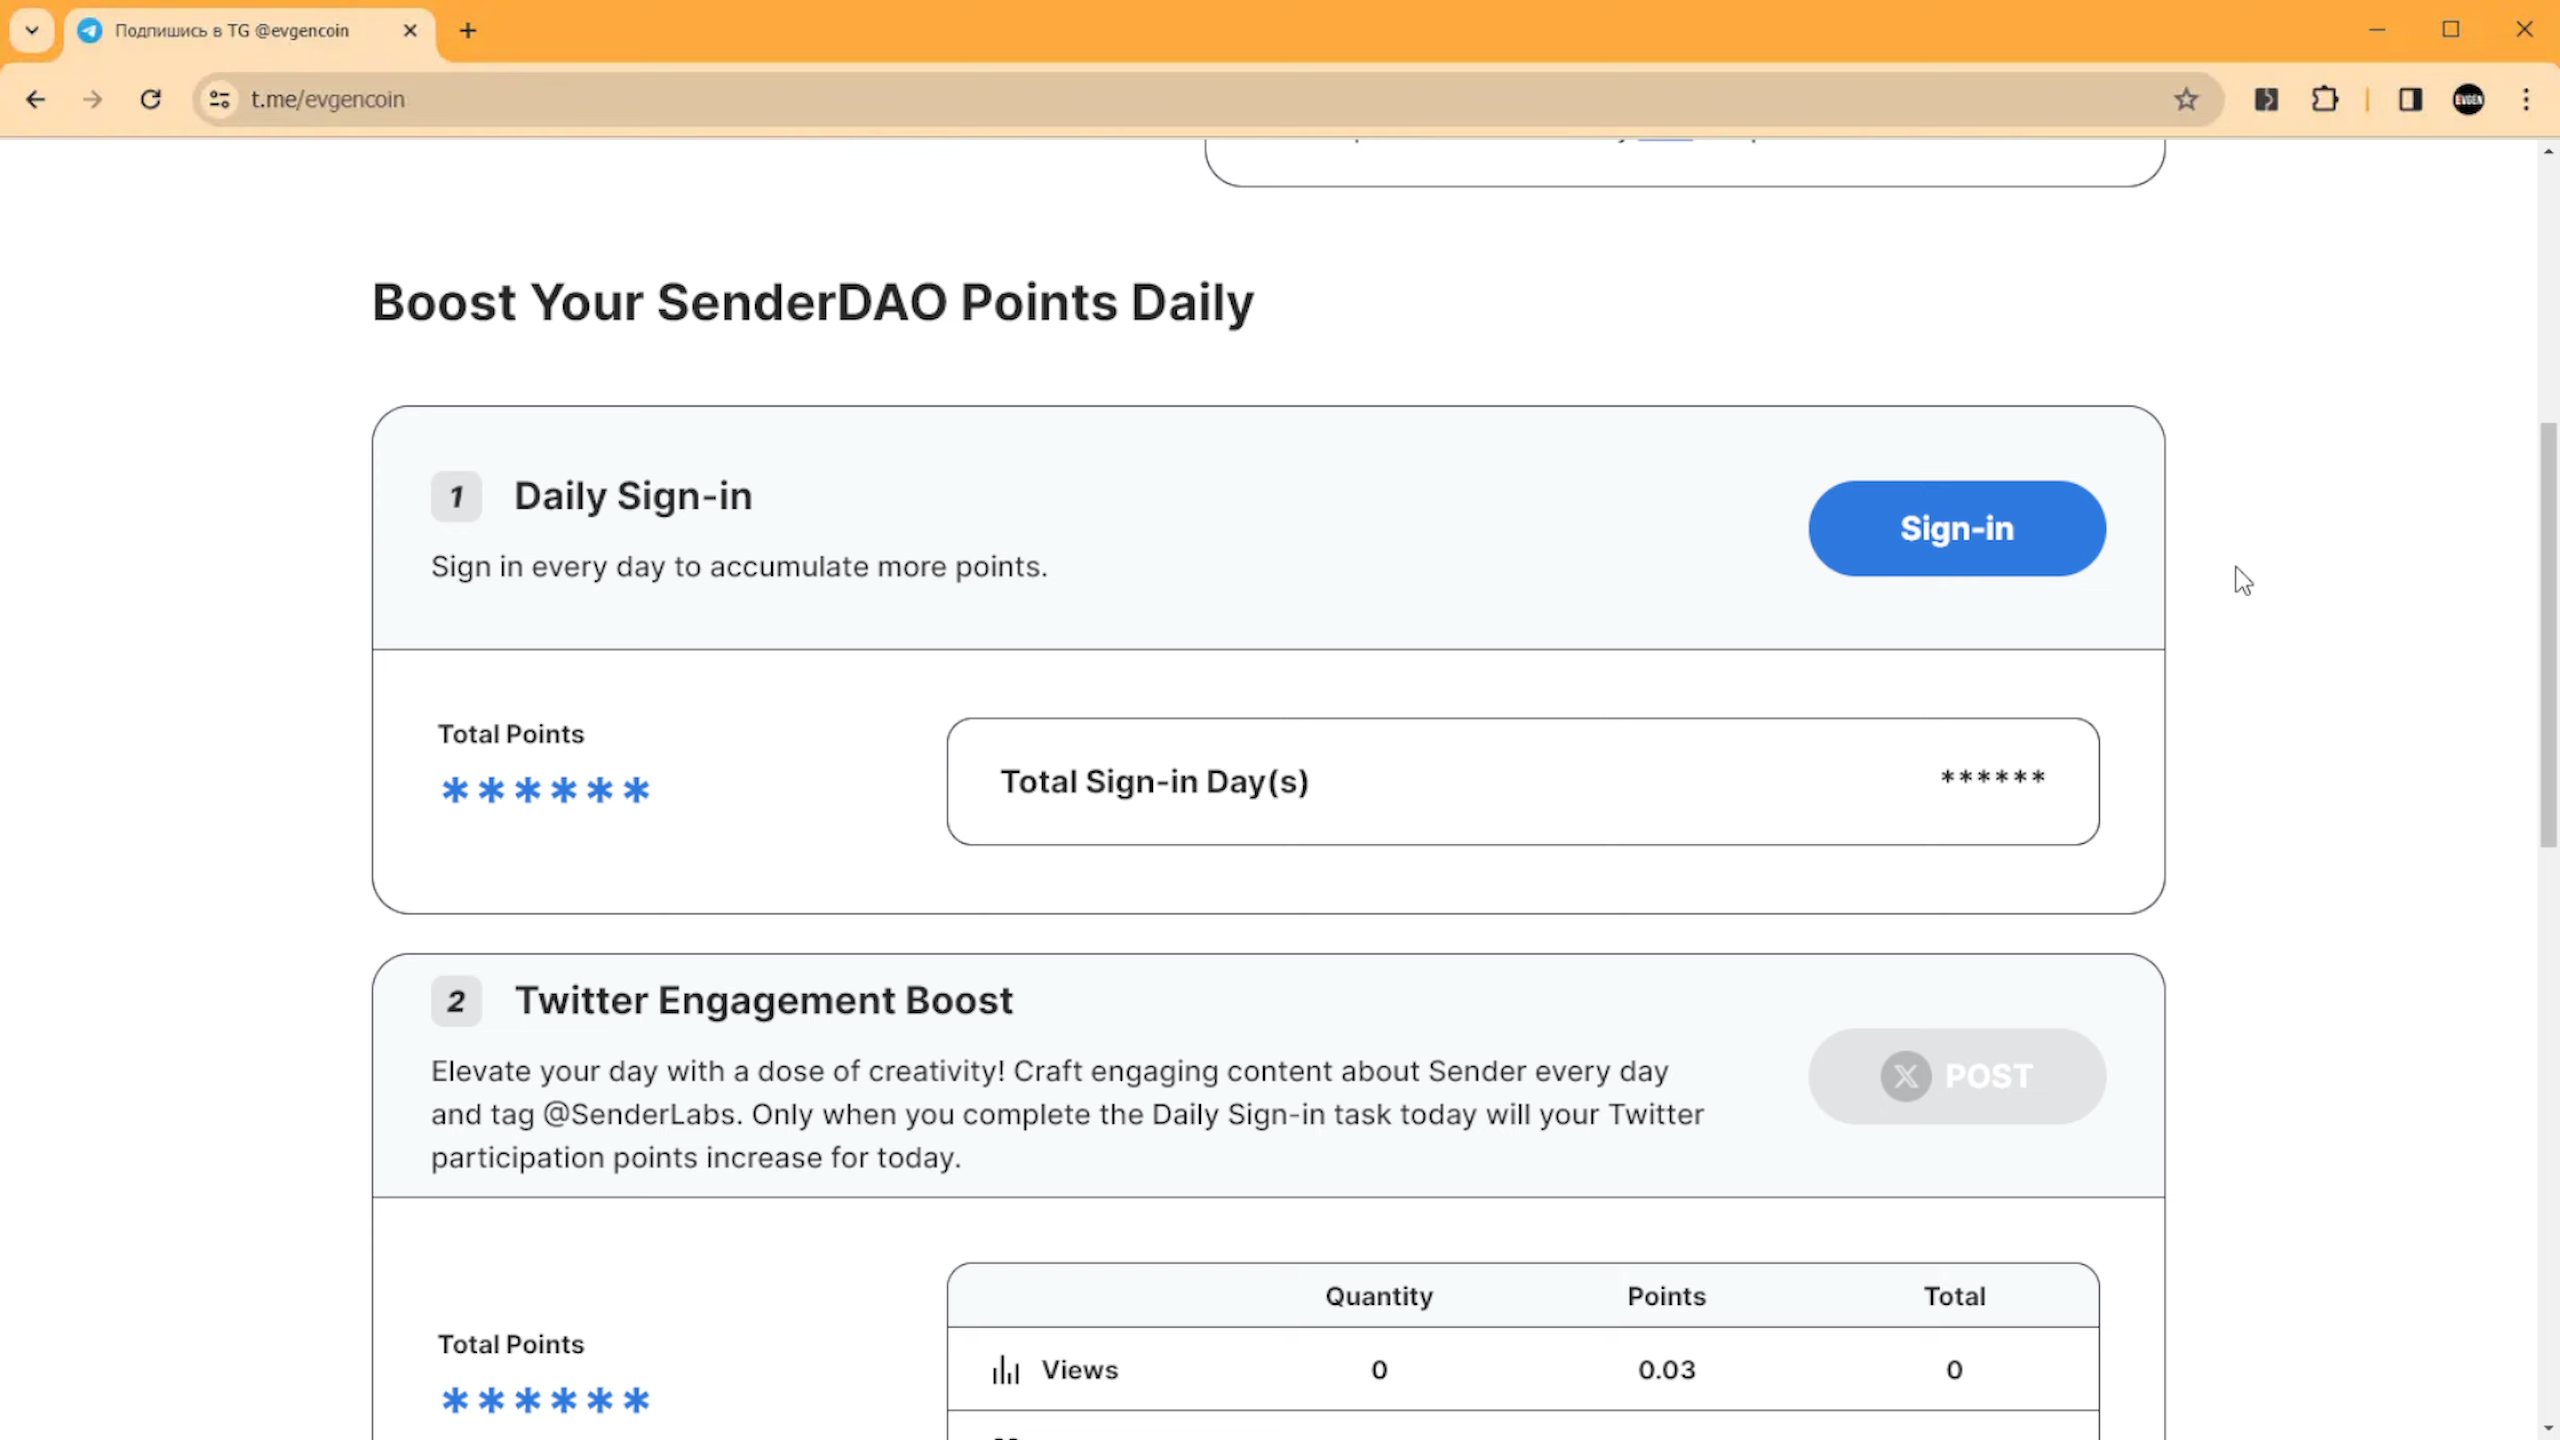 Подпишись в TG @evgencoin
t.me/evgencoin
EVGEN
Boost Your SenderDAO Points Daily
1 Daily Sign-in
Sign in every day to accumulate more points.
Sign-in
Total Points
******
Total Sign-in Day(s) ******
2 Twitter Engagement Boost
Elevate your day with a dose of creativity! Craft engaging content about Sender every day
and tag @SenderLabs. Only when you complete the Daily Sign-in task today will your Twitter
participation points increase for today.
X POST
Quantity Points Total
Total Points
******
Views 0 0.03 0